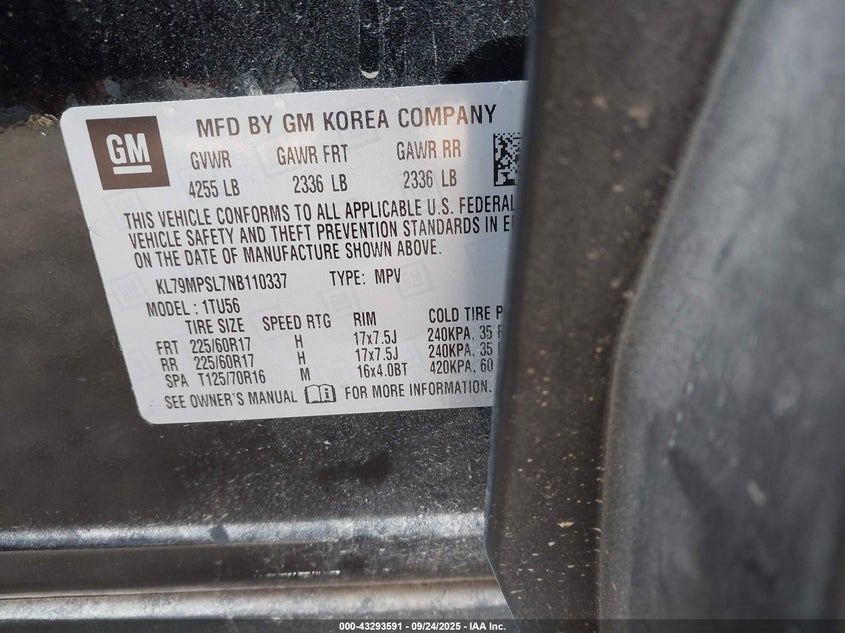 GM
MFD BY GM KOREA COMPANY
GVWR GAWR FRT GAWR RR
4255 LB 2336 LB 2336 LB
THIS VEHICLE CONFORMS TO ALL APPLICABLE U.S. FEDERAL
VEHICLE SAFETY AND THEFT PREVENTION STANDARDS IN
ON THE DATE OF MANUFACTURE SHOWN ABOVE.
KL79MPSL7NB110337 TYPE: MPV
MODEL: 1TU56
TIRE SIZE SPEED RTG RIM COLD TIRE
FRT 225/60R17 H 17x7.5J 240KPA, 35
RR 225/60R17 H 17x7.5J 240KPA, 35
SPA T125/70R16 M 16x4.0BT 420KPA, 60
SEE OWNER'S MANUAL FOR MORE INFORMATION.
000-43293591 - 09/24/2025 - IAA Inc.